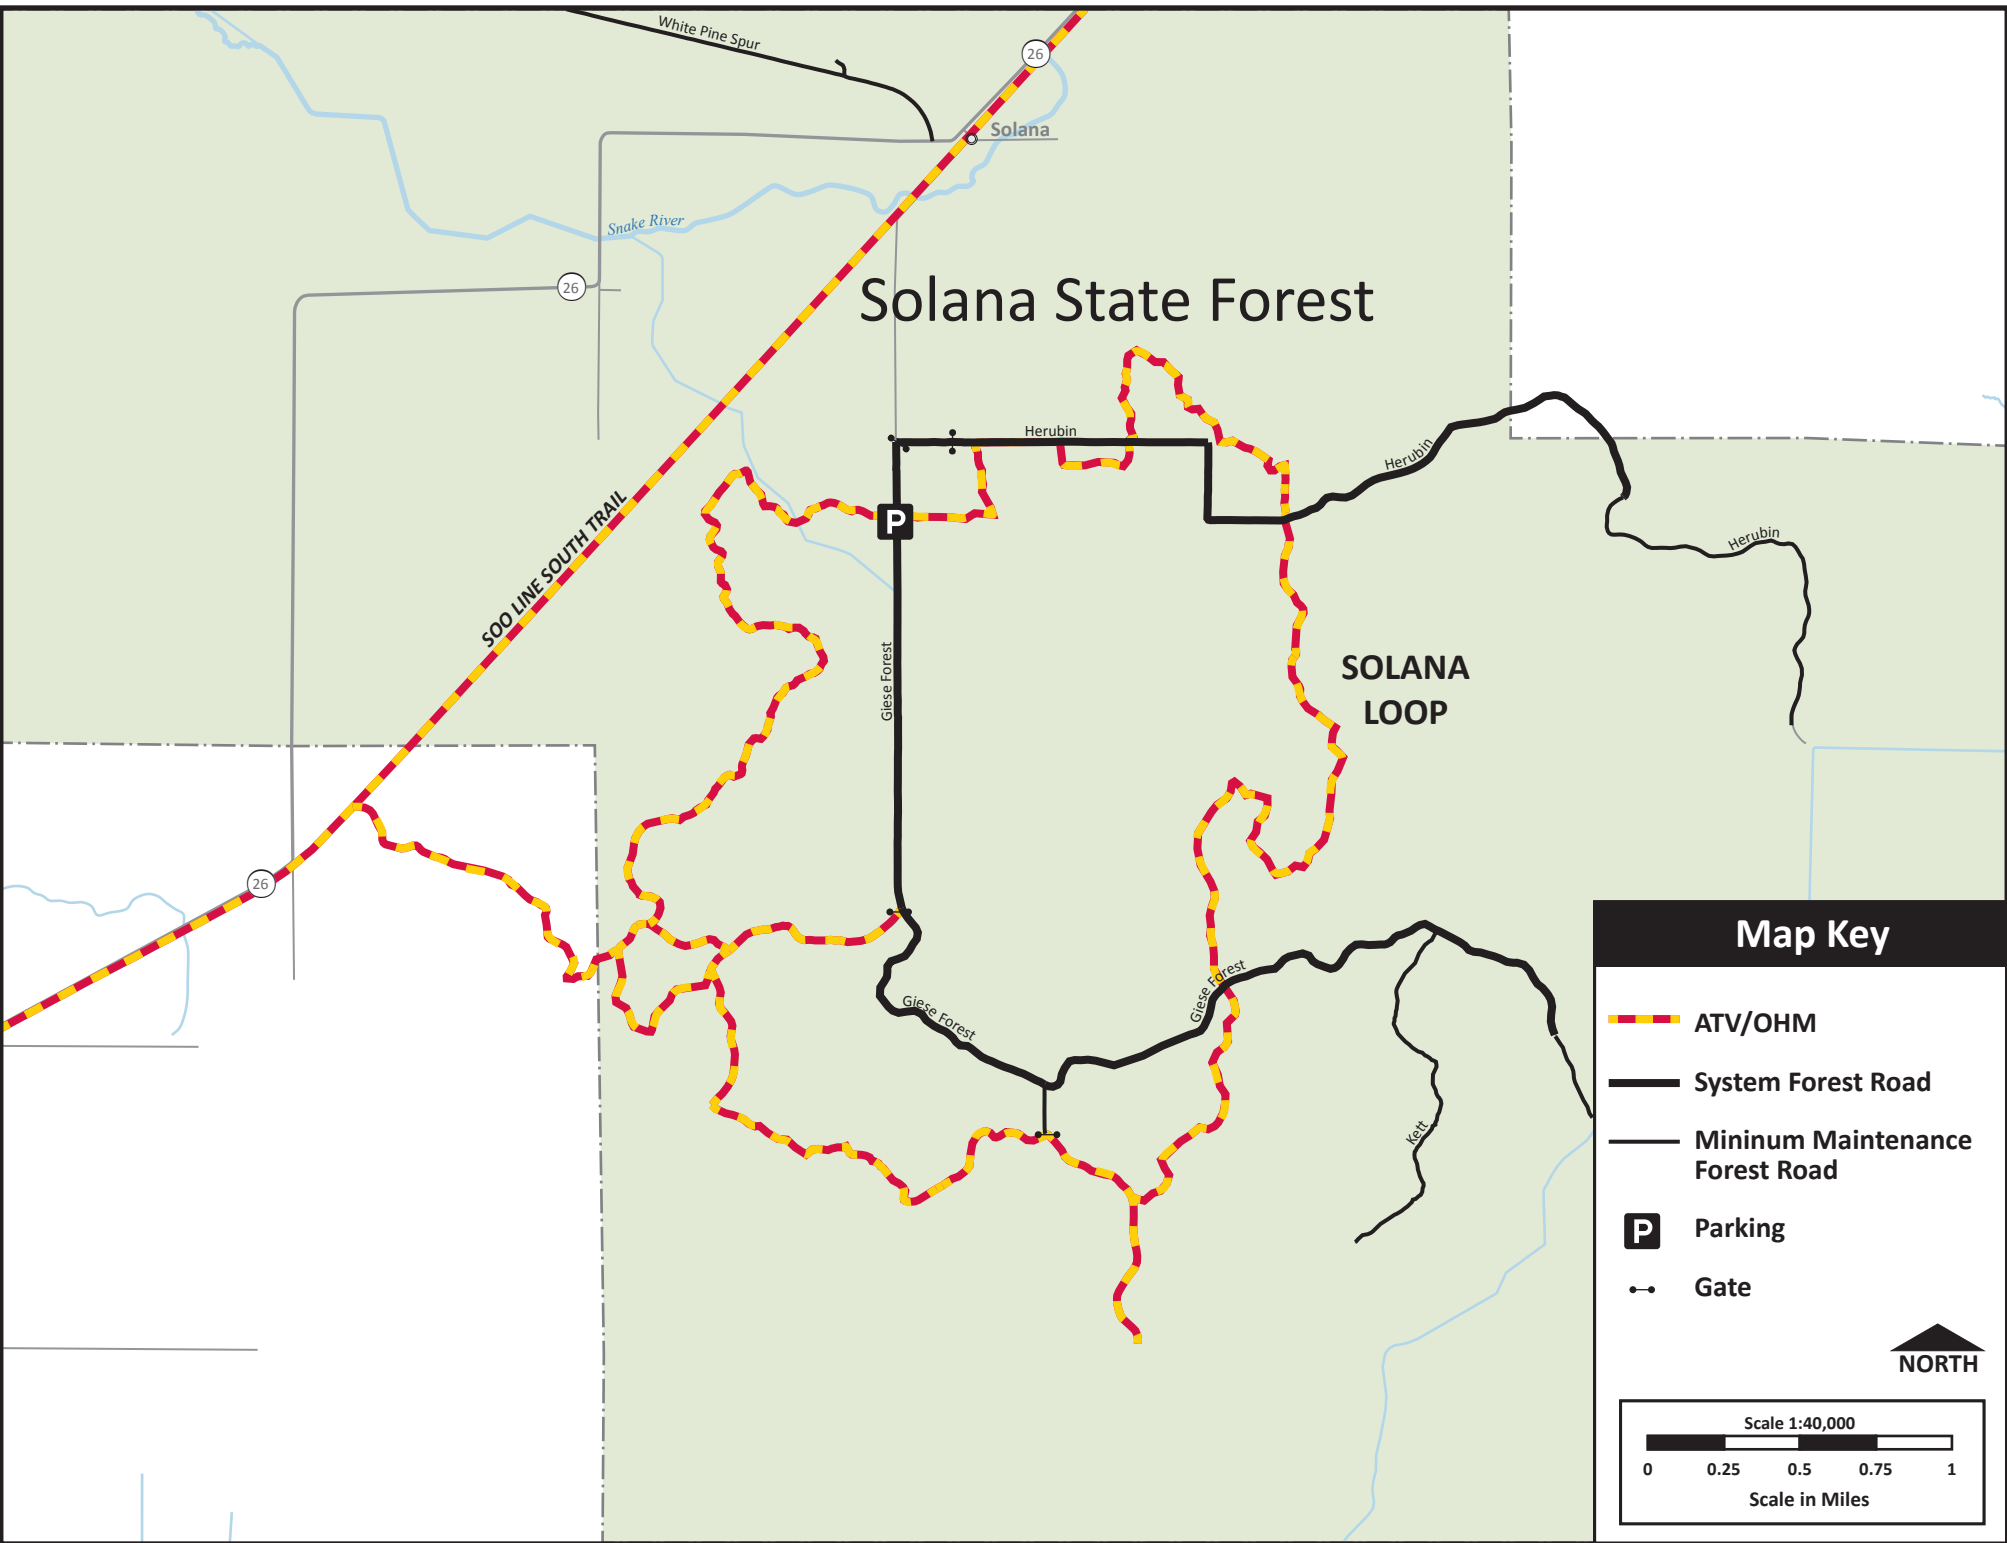 White Pine Spur
26
Solana
Snake River
26
Solana State Forest
Herubin
Herubin
SOO LINE SOUTH TRAIL
P
Herubin
Giese Forest
SOLANA
LOOP
26
Giese Forest
Giese Forest
Kett
Map Key
ATV/OHM
System Forest Road
Mininum Maintenance
Forest Road
P
Parking
Gate
NORTH
Scale 1:40,000
0 0.25 0.5 0.75 1
Scale in Miles